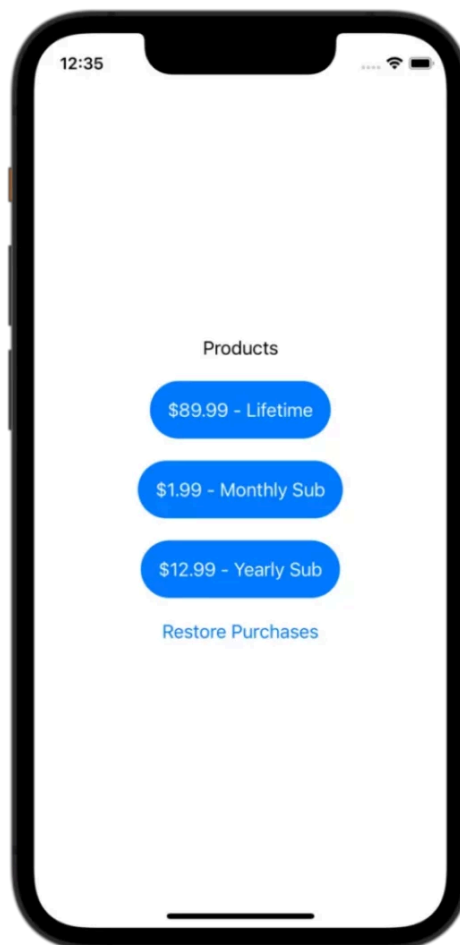 12:35
Products
$89.99 - Lifetime
$1.99 - Monthly Sub
$12.99 - Yearly Sub
Restore Purchases